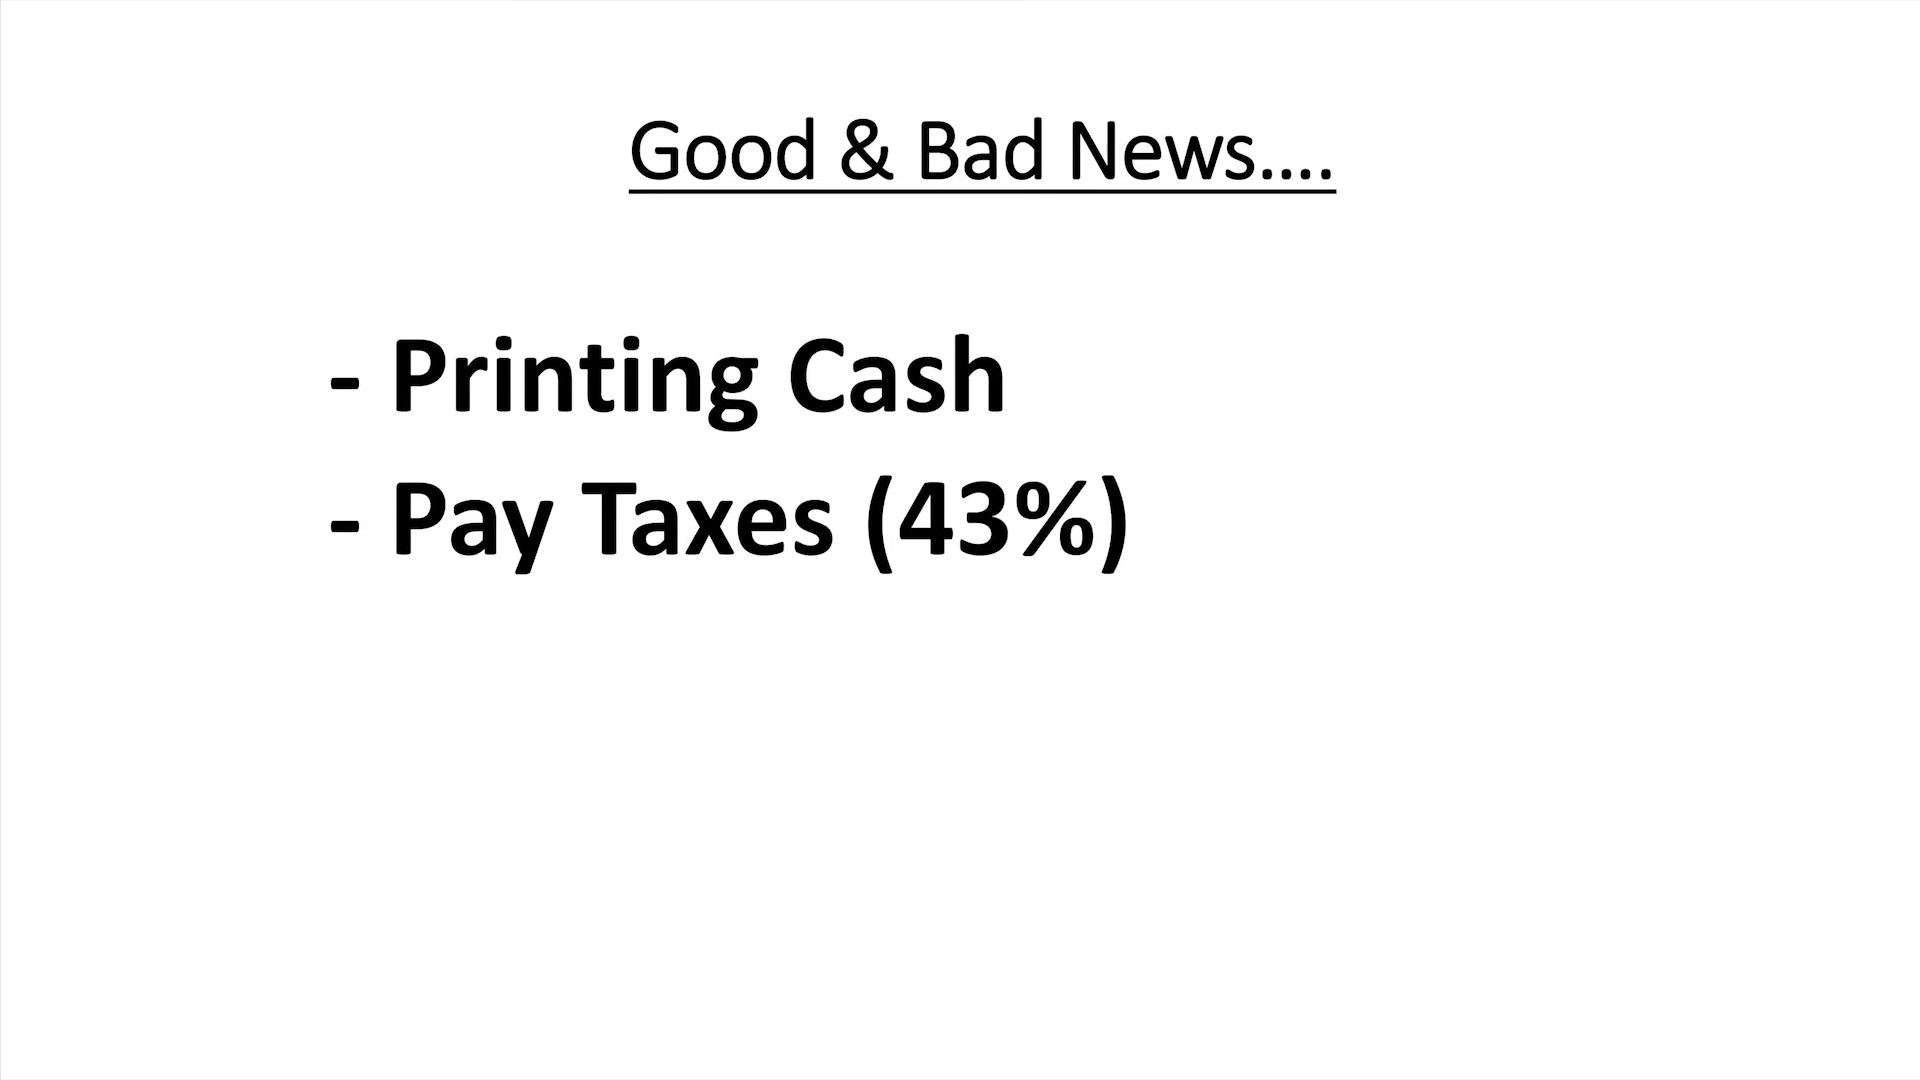 Good & Bad News....
- Printing Cash
- Pay Taxes (43%)